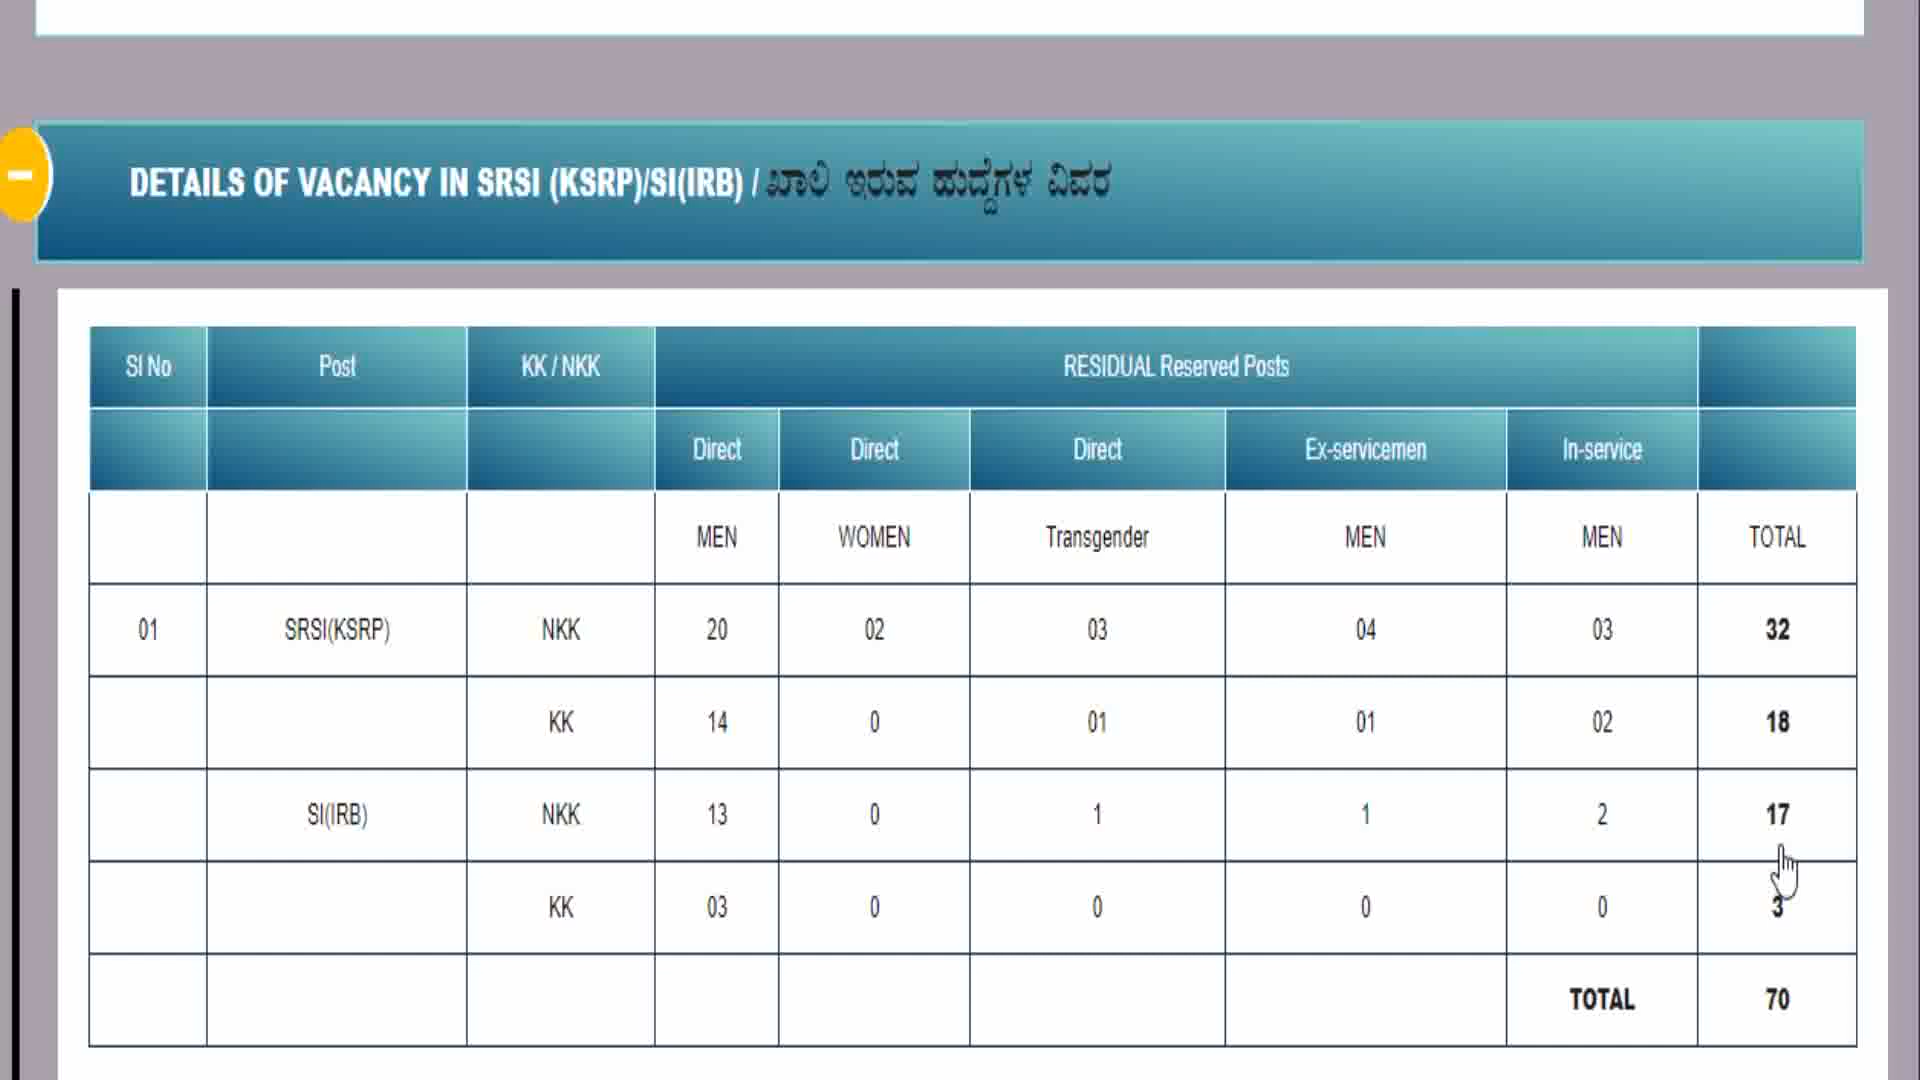 DETAILS OF VACANCY IN SRSI (KSRP)/SI(IRB) / ಖಾಲಿ ಇರುವ ಹುದ್ದೆಗಳ ವಿವರ
SI No Post KK / NKK RESIDUAL Reserved Posts
Direct Direct Direct Ex-servicemen In-service
MEN WOMEN Transgender MEN MEN TOTAL
01 SRSI(KSRP) NKK 20 02 03 04 03 32
KK 14 0 01 01 02 18
SI(IRB) NKK 13 0 1 1 2 17
KK 03 0 0 0 0 3
TOTAL 70